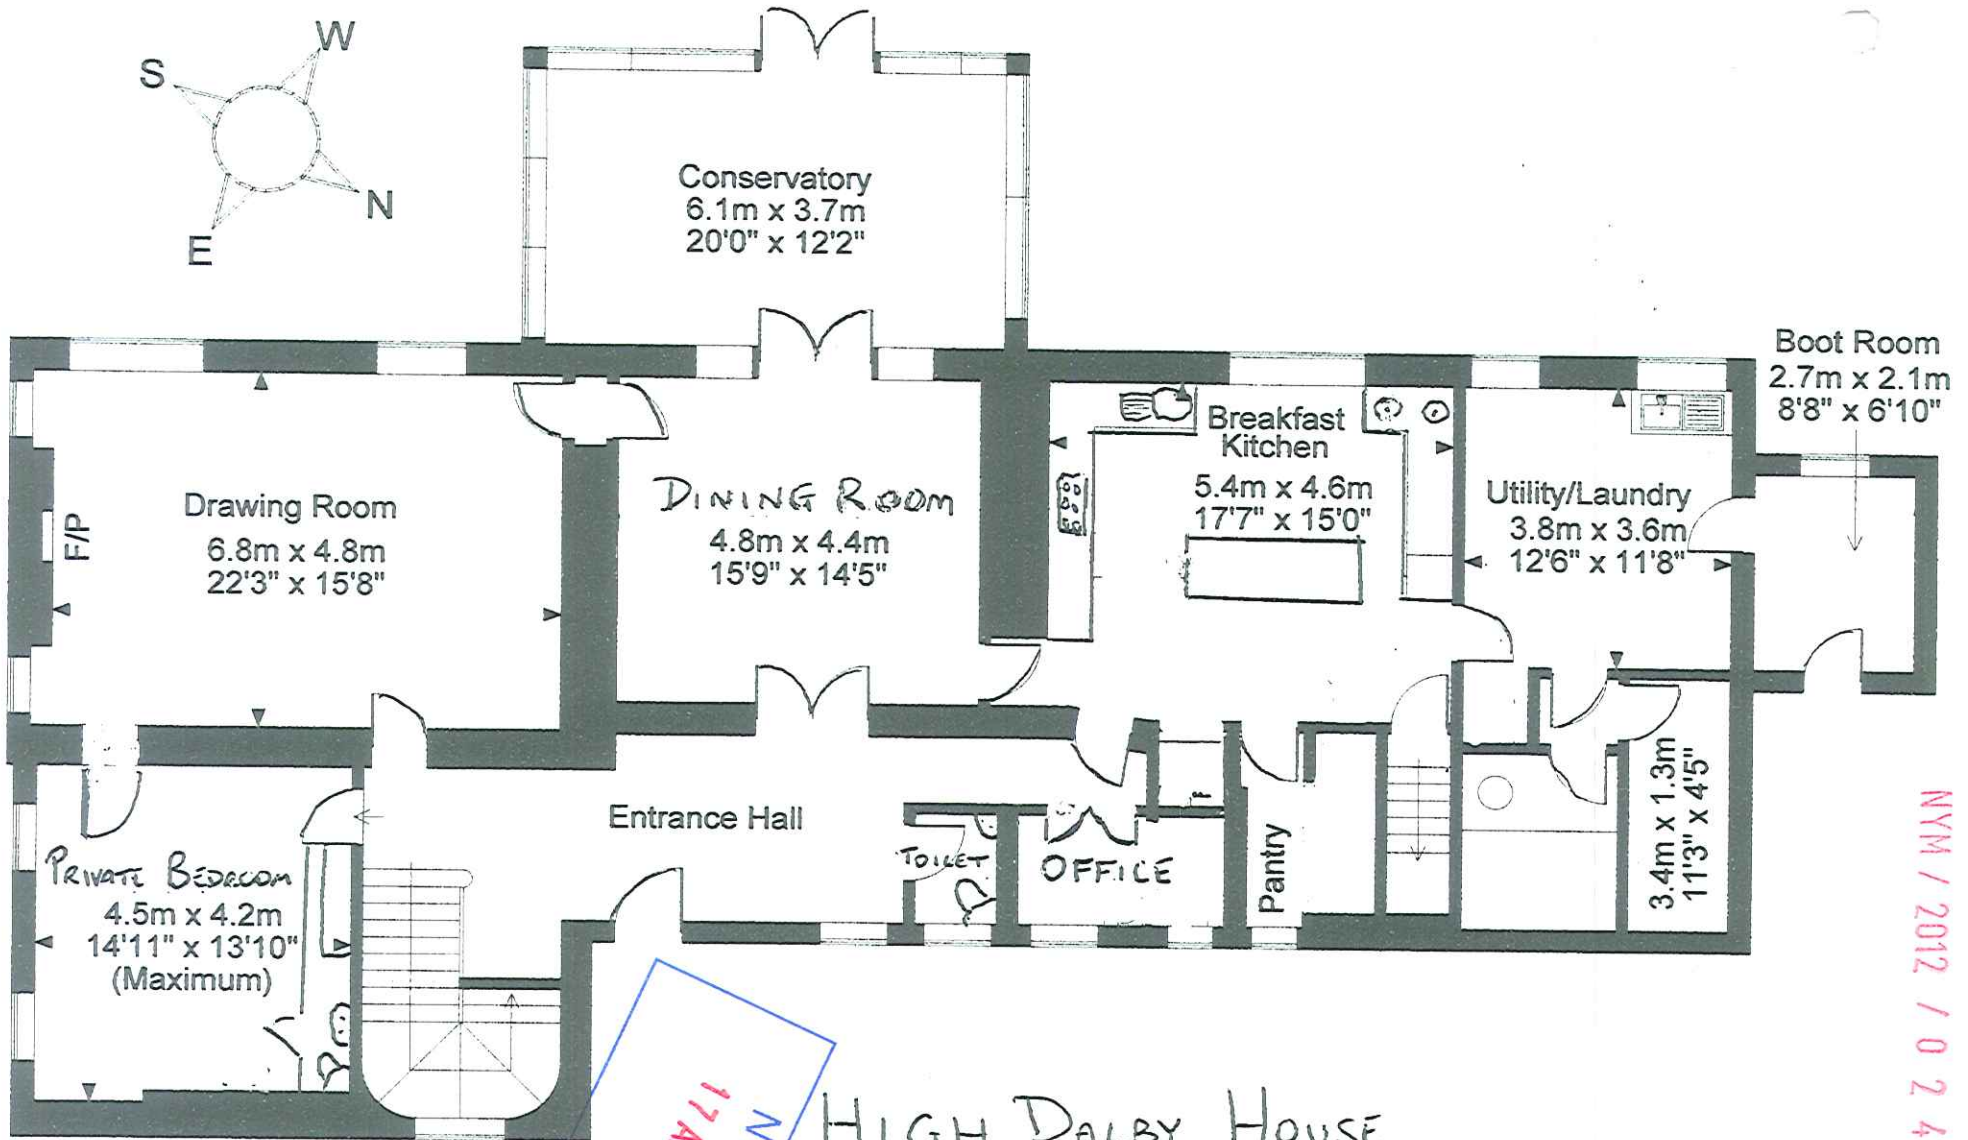 W
S
N
E
Conservatory
6.1m x 3.7m
20'0" x 12'2"
Boot Room
2.7m x 2.1m
8'8" x 6'10"
Drawing Room
6.8m x 4.8m
22'3" x 15'8"
F/P
DINING ROOM
4.8m x 4.4m
15'9" x 14'5"
Breakfast
Kitchen
5.4m x 4.6m
17'7" x 15'0"
Utility/Laundry
3.8m x 3.6m
12'6" x 11'8"
3.4m x 1.3m
11'3" x 4'5"
Entrance Hall
TOILET
OFFICE
Pantry
PRIVATE BEDROOM
4.5m x 4.2m
14'11" x 13'10"
(Maximum)
HIGH DALBY HOUSE
N
17A
NYM / 2012 / 0 2 4